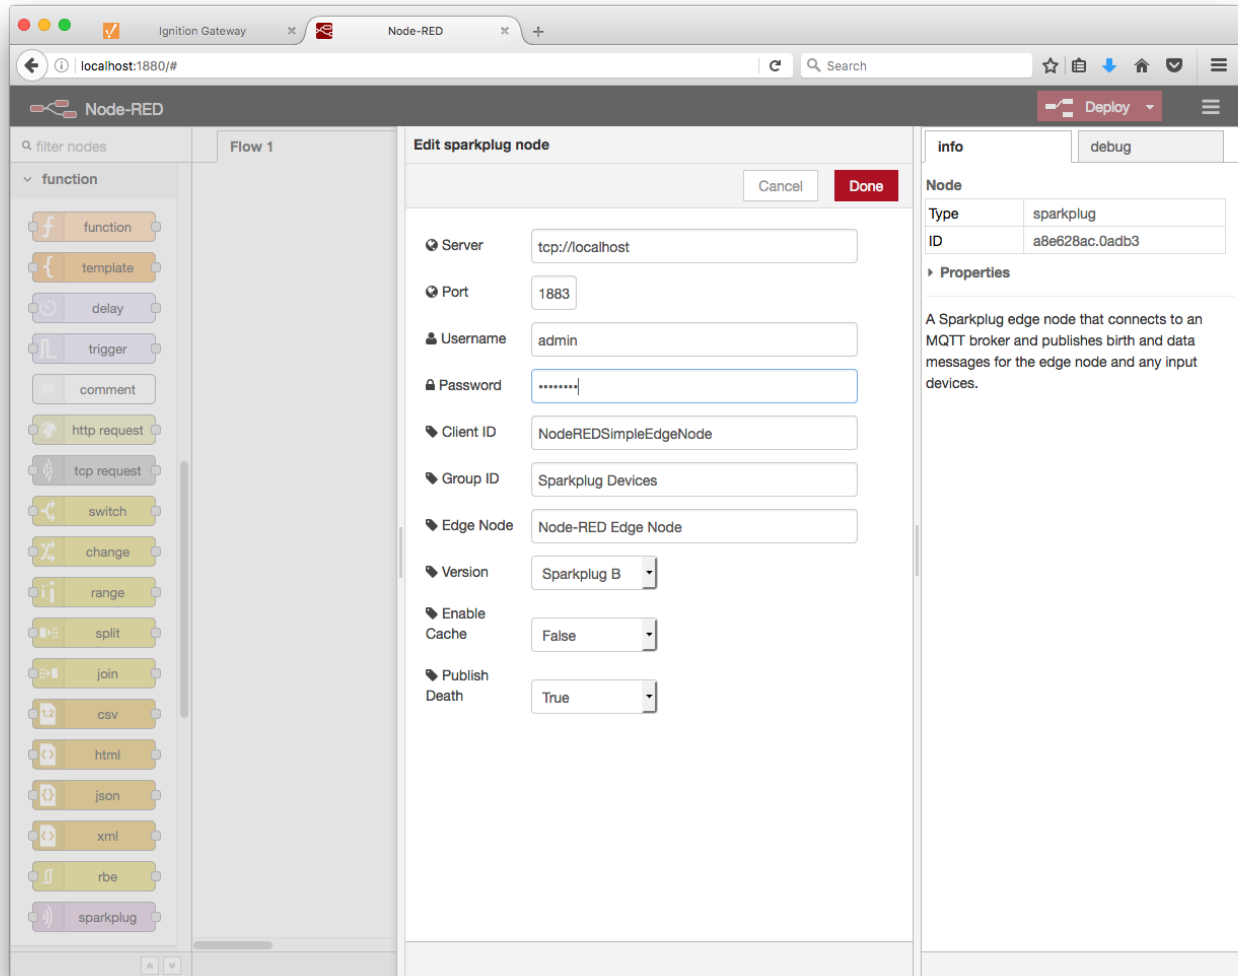 Ignition Gateway
Node-RED
localhost:1880/#
Search
Node-RED
Deploy
filter nodes
function
function
template
delay
trigger
comment
http request
tcp request
switch
change
range
split
join
1,2
csv
html
json
xml
rbe
sparkplug
Flow 1
Edit sparkplug node
Cancel
Done
Server
tcp://localhost
Port
1883
Username
admin
Password
••••••••
Client ID
NodeREDSimpleEdgeNode
Group ID
Sparkplug Devices
Edge Node
Node-RED Edge Node
Version
Sparkplug B
Enable
Cache
False
Publish
Death
True
info
debug
Node
Type
sparkplug
ID
a8e628ac.0adb3
Properties
A Sparkplug edge node that connects to an
MQTT broker and publishes birth and data
messages for the edge node and any input
devices.